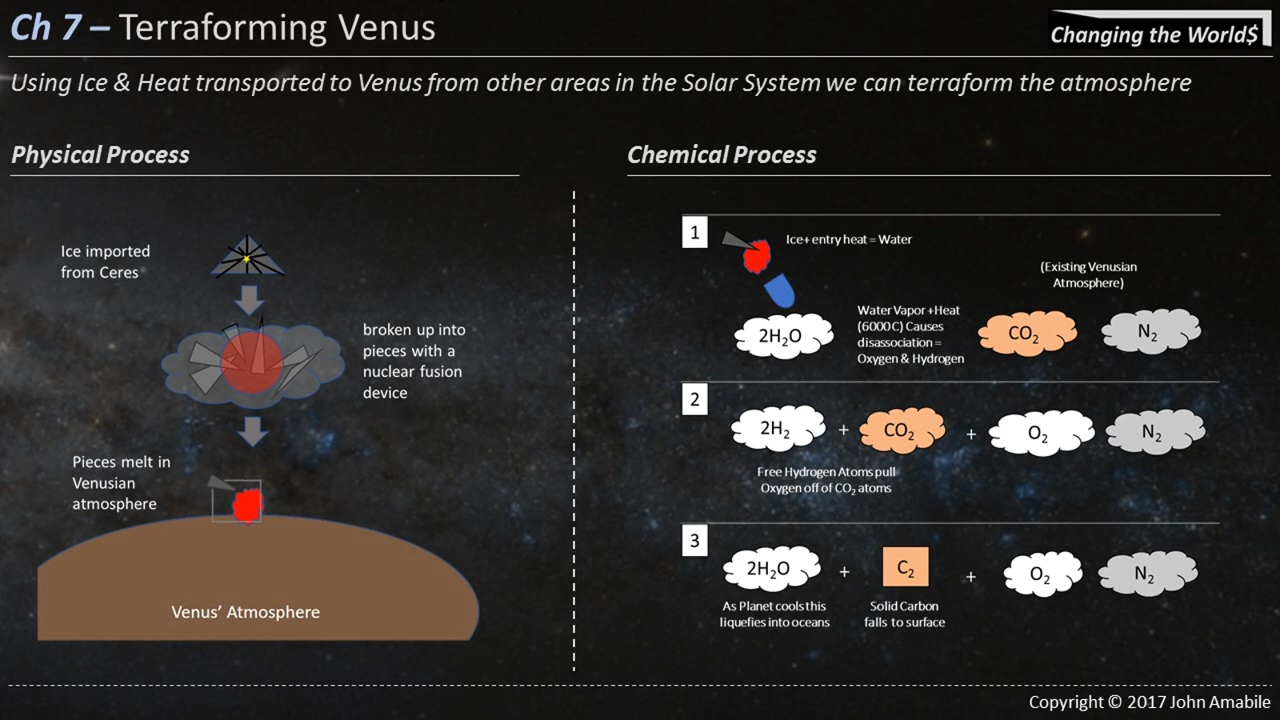 Ch 7 – Terraforming Venus
Changing the World$
Using Ice & Heat transported to Venus from other areas in the Solar System we can terraform the atmosphere
Physical Process
Ice imported
from Ceres
broken up into
pieces with a
nuclear fusion
device
Pieces melt in
Venusian
atmosphere
Venus’ Atmosphere
Chemical Process
1
Ice+ entry heat = Water
(Existing Venusian
Atmosphere)
2H₂O
Water Vapor +Heat
(6000C) Causes
disassociation =
Oxygen & Hydrogen
CO₂
N₂
2
2H₂ + CO₂ + O₂ N₂
Free Hydrogen Atoms pull
Oxygen off of CO₂ atoms
3
2H₂O + C₂ + O₂ N₂
As Planet cools this
liquefies into oceans
Solid Carbon
falls to surface
Copyright © 2017 John Amabile